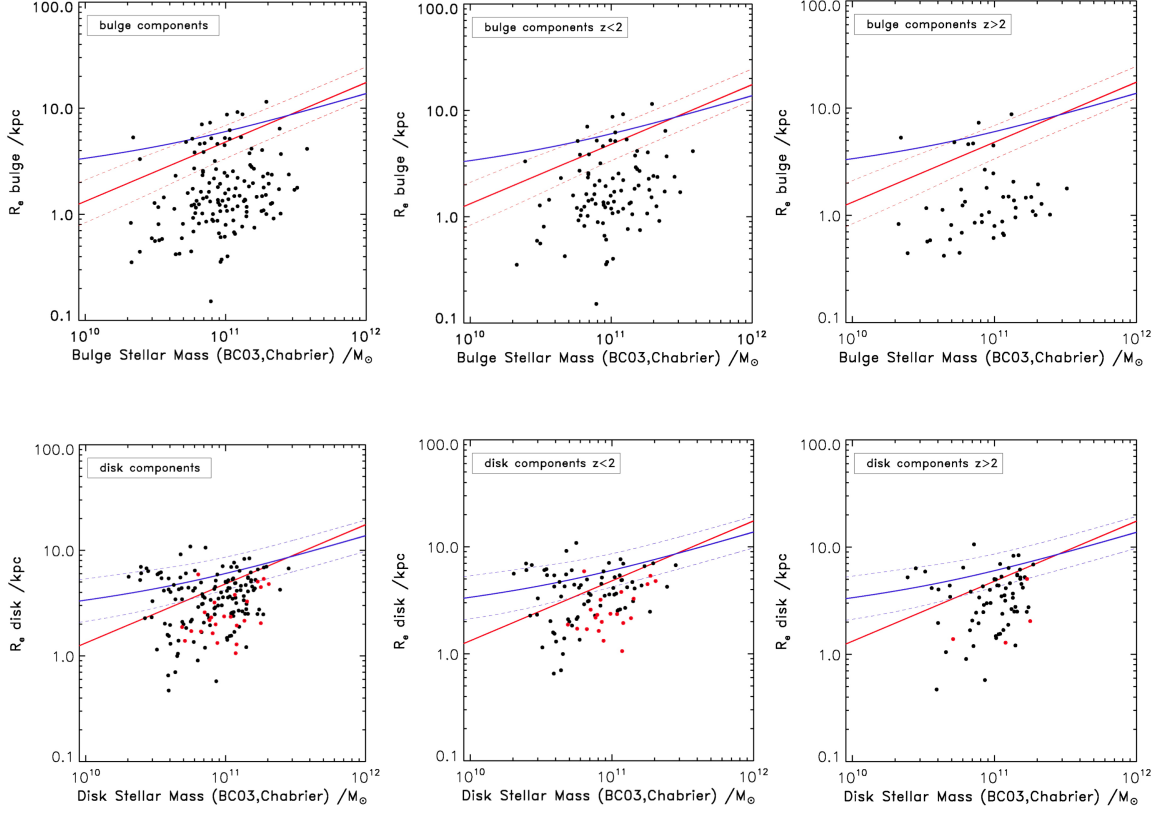 bulge components
100.0
10.0
1.0
0.1
R_e bulge /kpc
10^10
10^11
10^12
Bulge Stellar Mass (BC03,Chabrier) /M_⊙
bulge components z<2
100.0
10.0
1.0
0.1
R_e bulge /kpc
10^10
10^11
10^12
Bulge Stellar Mass (BC03,Chabrier) /M_⊙
bulge components z>2
100.0
10.0
1.0
0.1
R_e bulge /kpc
10^10
10^11
10^12
Bulge Stellar Mass (BC03,Chabrier) /M_⊙
disk components
100.0
10.0
1.0
0.1
R_e disk /kpc
10^10
10^11
10^12
Disk Stellar Mass (BC03,Chabrier) /M_⊙
disk components z<2
100.0
10.0
1.0
0.1
R_e disk /kpc
10^10
10^11
10^12
Disk Stellar Mass (BC03,Chabrier) /M_⊙
disk components z>2
100.0
10.0
1.0
0.1
R_e disk /kpc
10^10
10^11
10^12
Disk Stellar Mass (BC03,Chabrier) /M_⊙